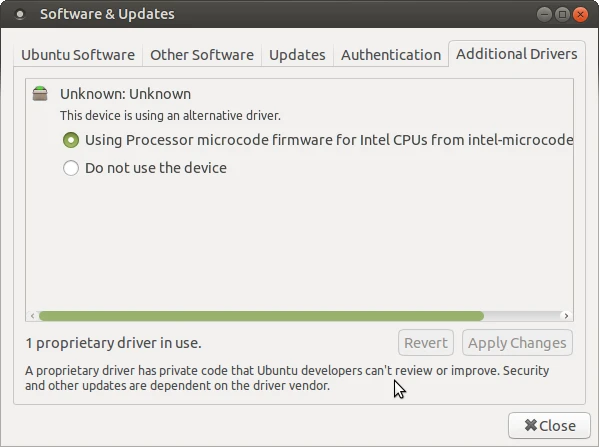 Software & Updates
Ubuntu Software
Other Software
Updates
Authentication
Additional Drivers
Unknown: Unknown
This device is using an alternative driver.
Using Processor microcode firmware for Intel CPUs from intel-microcode
Do not use the device
1 proprietary driver in use.
Revert
Apply Changes
A proprietary driver has private code that Ubuntu developers can't review or improve. Security
and other updates are dependent on the driver vendor.
Close